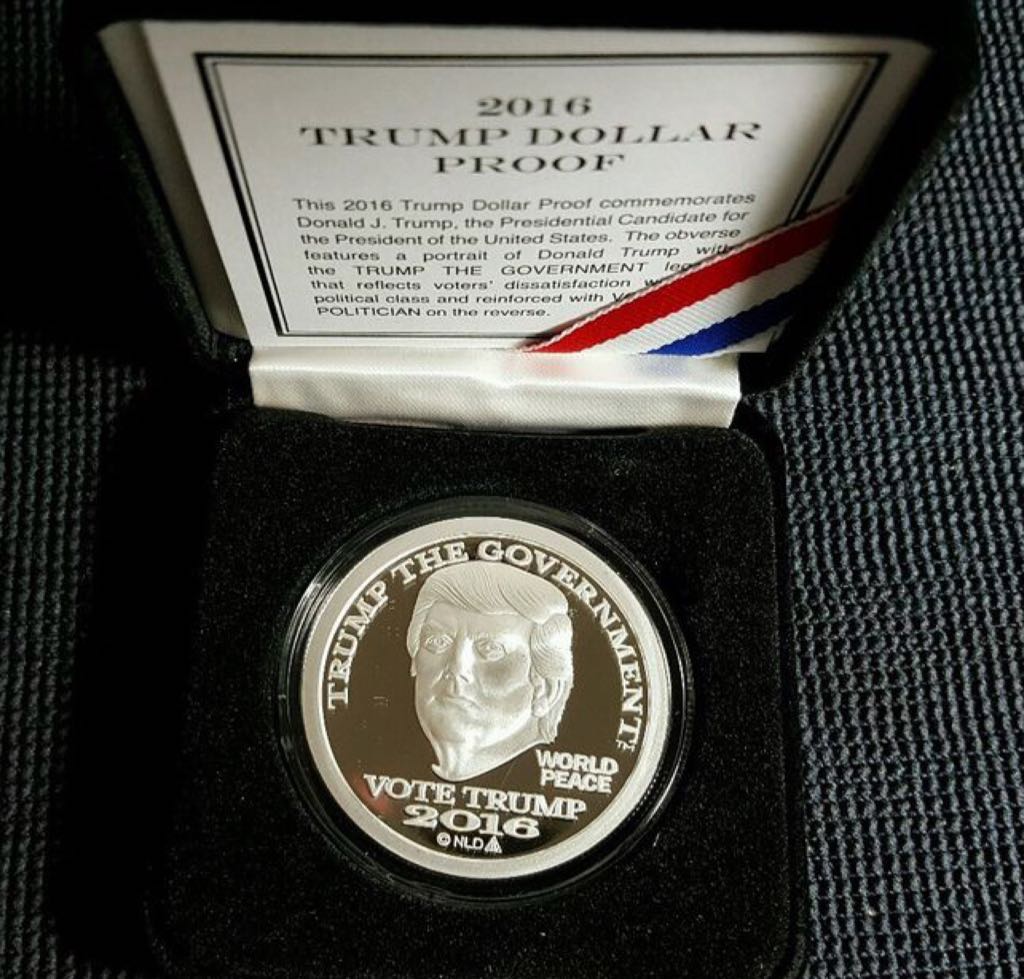 2016
TRUMP DOLLAR
PROOF
This 2016 Trump Dollar Proof commemorates
Donald J. Trump, the Presidential Candidate for
the President of the United States. The obverse
features a portrait of Donald Trump with
the TRUMP THE GOVERNMENT
that reflects voters' dissatisfaction
political class and reinforced with
POLITICIAN on the reverse.
TRUMP THE GOVERNMENT
WORLD
PEACE
VOTE TRUMP
2016
© NLD